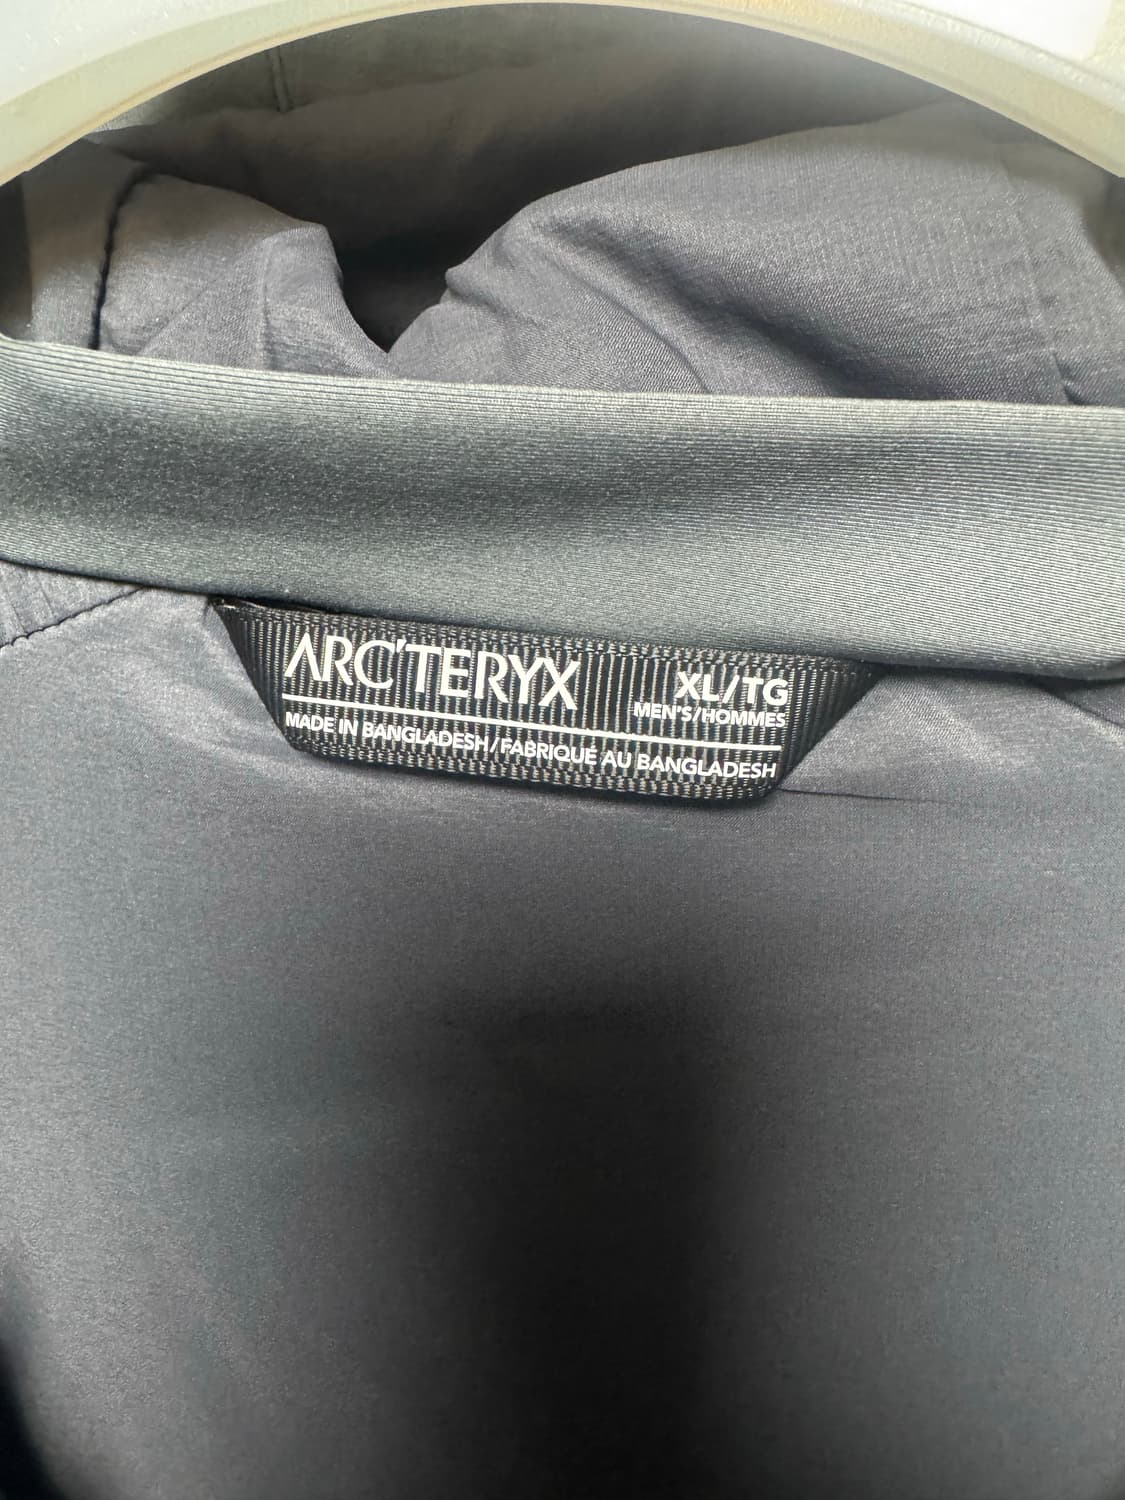 ARC'TERYX
XL/TG
MEN'S/HOMMES
MADE IN BANGLADESH/FABRIQUÉ AU BANGLADESH